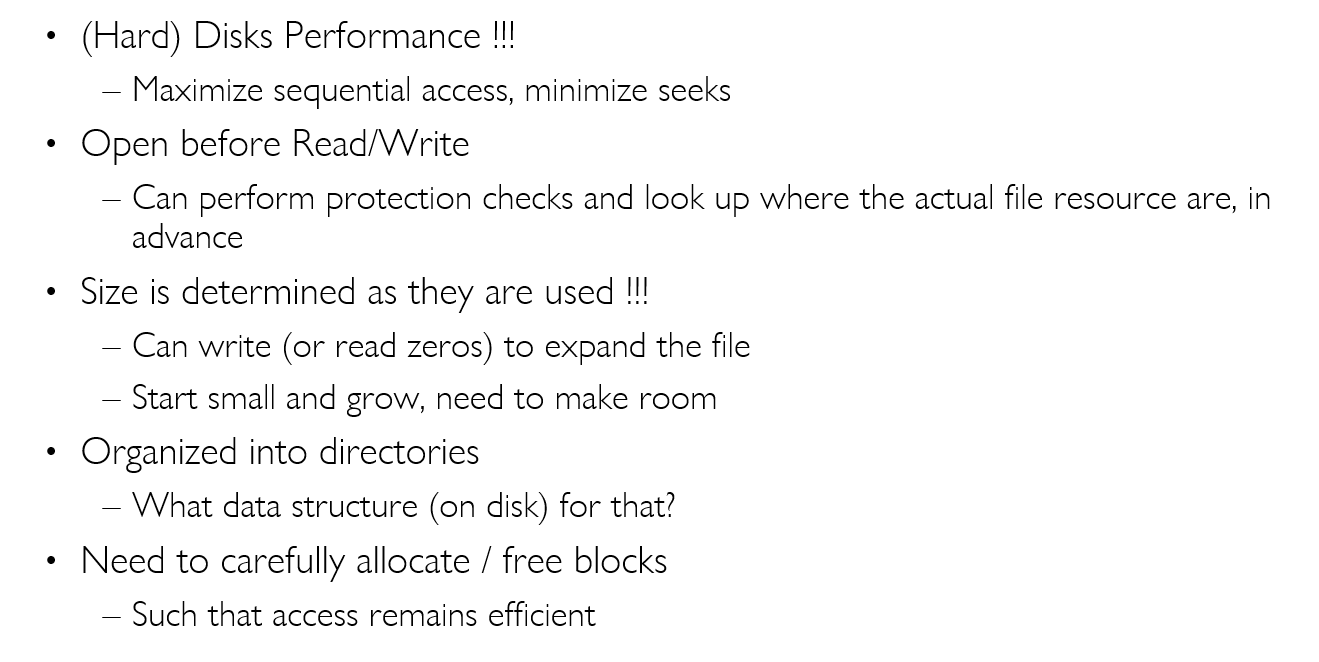 • (Hard) Disks Performance !!!
– Maximize sequential access, minimize seeks
• Open before Read/Write
– Can perform protection checks and look up where the actual file resource are, in
advance
• Size is determined as they are used !!!
– Can write (or read zeros) to expand the file
– Start small and grow, need to make room
• Organized into directories
– What data structure (on disk) for that?
• Need to carefully allocate / free blocks
– Such that access remains efficient